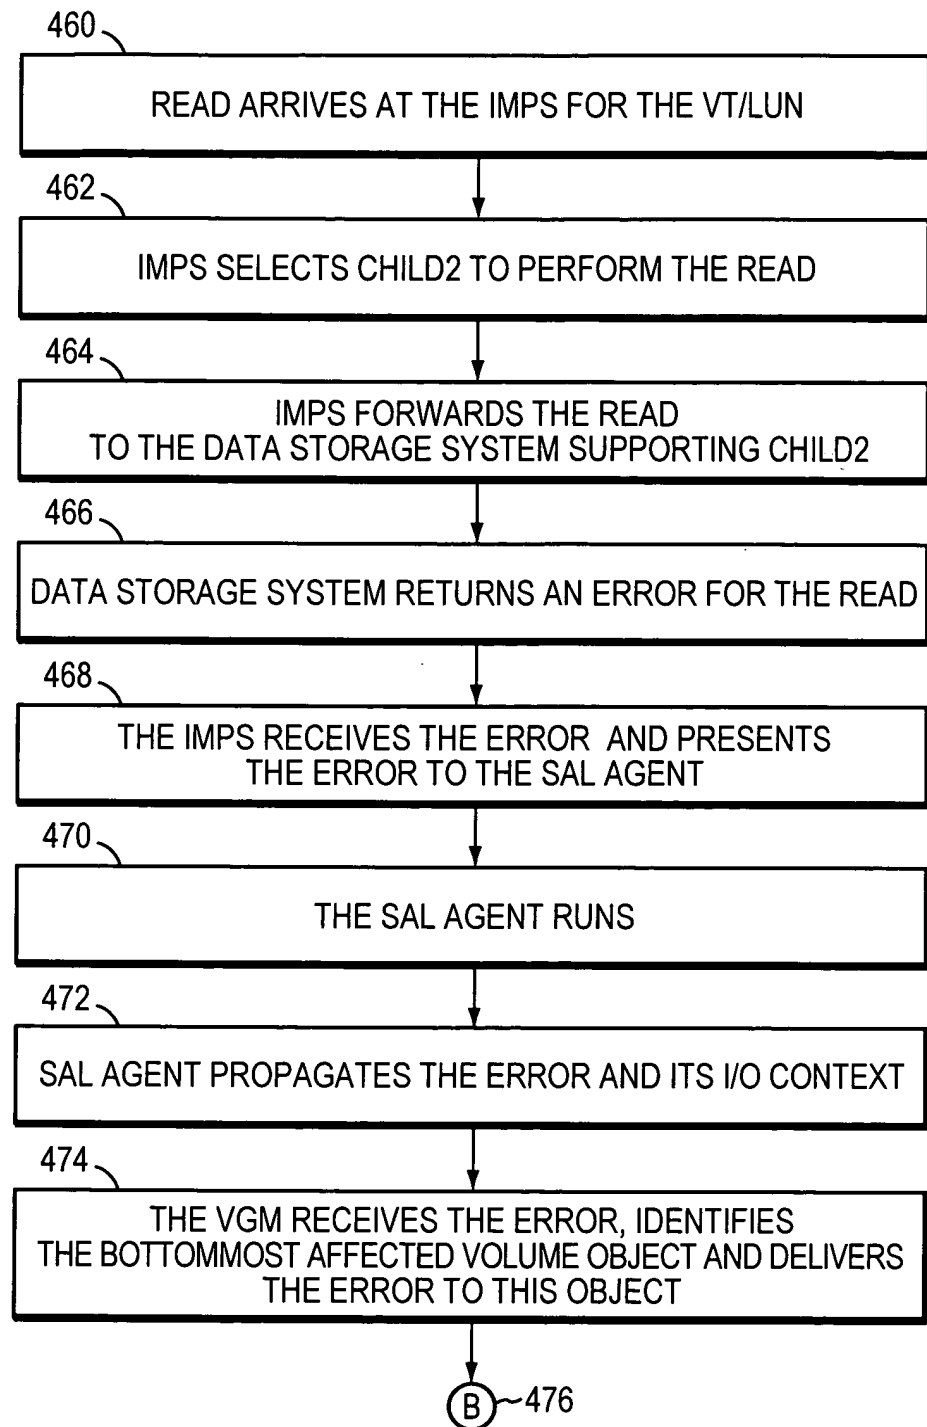 460
READ ARRIVES AT THE IMPS FOR THE VT/LUN
462
IMPS SELECTS CHILD2 TO PERFORM THE READ
464
IMPS FORWARDS THE READ
TO THE DATA STORAGE SYSTEM SUPPORTING CHILD2
466
DATA STORAGE SYSTEM RETURNS AN ERROR FOR THE READ
468
THE IMPS RECEIVES THE ERROR AND PRESENTS
THE ERROR TO THE SAL AGENT
470
THE SAL AGENT RUNS
472
SAL AGENT PROPAGATES THE ERROR AND ITS I/O CONTEXT
474
THE VGM RECEIVES THE ERROR, IDENTIFIES
THE BOTTOMMOST AFFECTED VOLUME OBJECT AND DELIVERS
THE ERROR TO THIS OBJECT
B 476